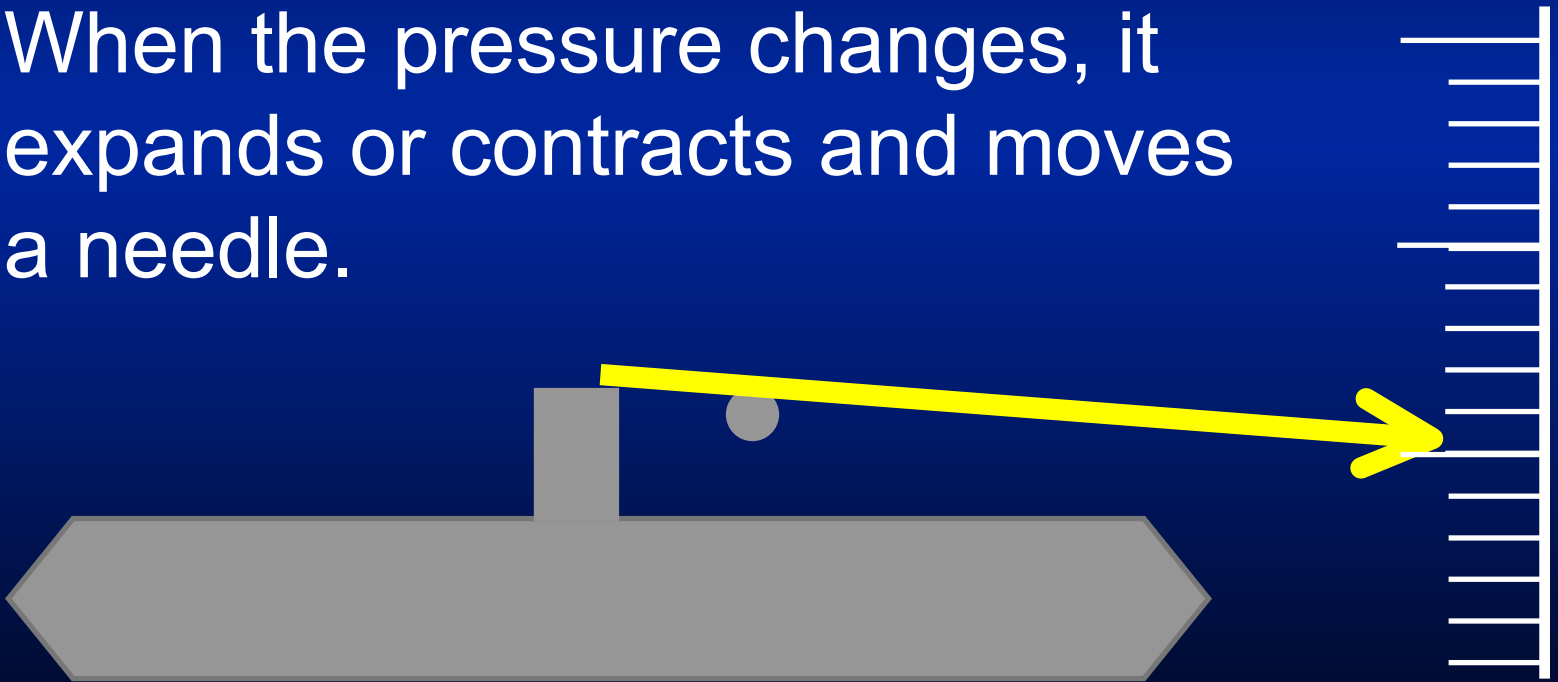 When the pressure changes, it
expands or contracts and moves
a needle.